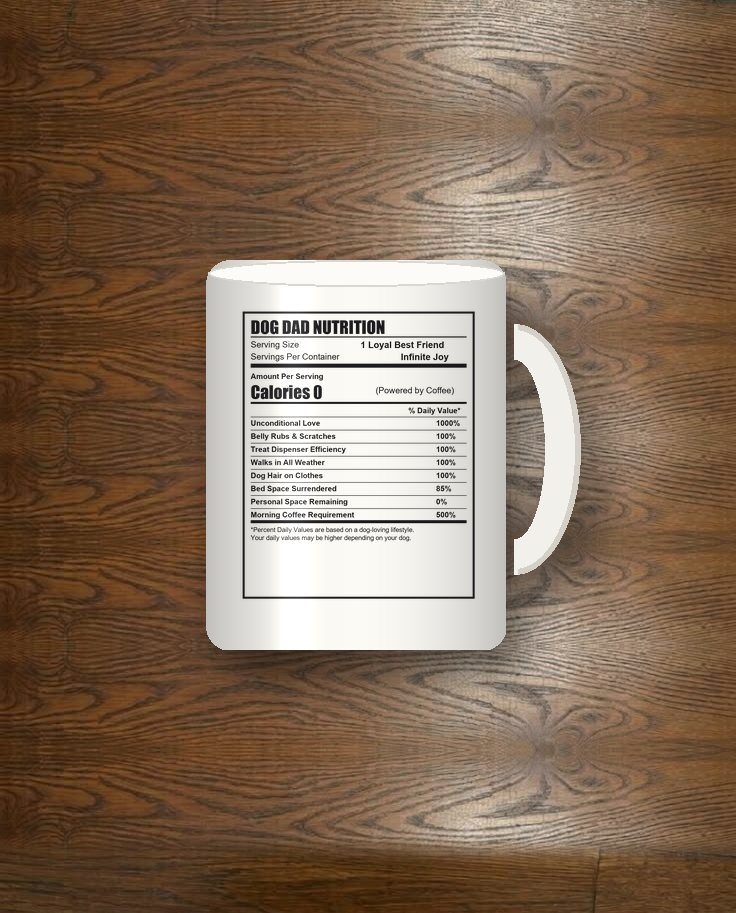 DOG DAD NUTRITION
Serving Size 1 Loyal Best Friend
Servings Per Container Infinite Joy
Amount Per Serving
Calories 0 (Powered by Coffee)
% Daily Value*
Unconditional Love 1000%
Belly Rubs & Scratches 100%
Treat Dispenser Efficiency 100%
Walks in All Weather 100%
Dog Hair on Clothes 100%
Bed Space Surrendered 85%
Personal Space Remaining 0%
Morning Coffee Requirement 500%
*Percent Daily Values are based on a dog-loving lifestyle.
Your daily values may be higher depending on your dog.